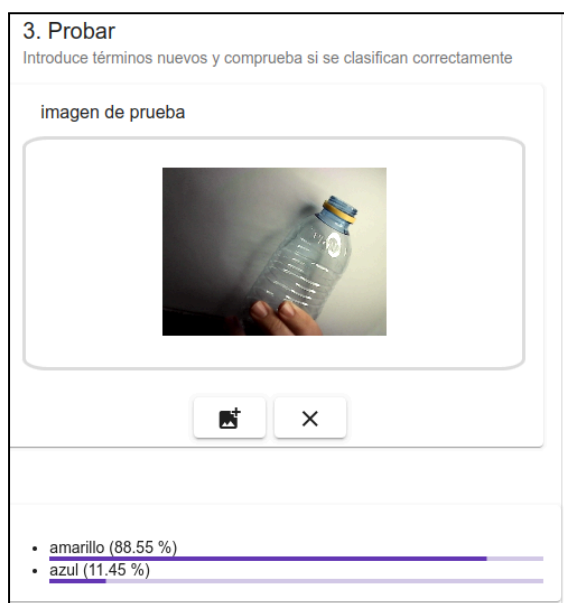 3. Probar
Introduce términos nuevos y comprueba si se clasifican correctamente
imagen de prueba
amarillo (88.55 %)
azul (11.45 %)